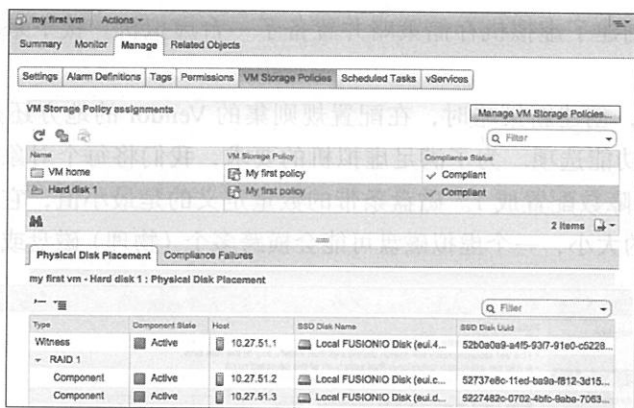 my first vm Actions
Summary Monitor Manage Related Objects
Settings Alarm Definitions Tags Permissions VM Storage Policies Scheduled Tasks vServices
VM Storage Policy assignments Manage VM Storage Policies...
Filter
Name VM Storage Policy Compliance Status
VM home My first policy Compliant
Hard disk 1 My first policy Compliant
2 items
Physical Disk Placement Compliance Failures
my first vm - Hard disk 1 : Physical Disk Placement
Filter
Type Component State Host SSD Disk Name SSD Disk Uuid
Witness Active 10.27.51.1 Local FUSIONIO Disk (eui.4... 52b0a0a9-a4f5-93f7-91e0-c5228...
RAID 1
Component Active 10.27.51.2 Local FUSIONIO Disk (eui.c... 52737e8c-11ed-ba9a-f812-3d15...
Component Active 10.27.51.3 Local FUSIONIO Disk (eui.d... 5227482c-0702-4bfo-9aba-7063...